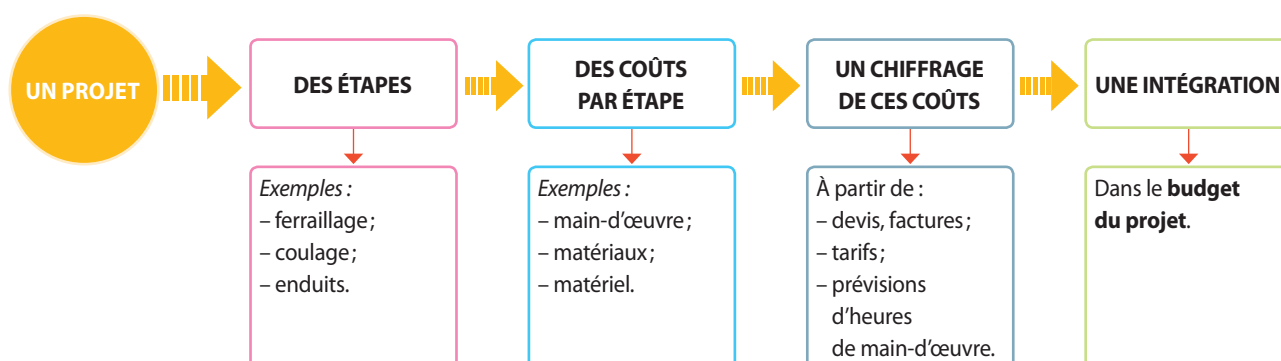 UN PROJET
DES ÉTAPES
DES COÛTS
PAR ÉTAPE
UN CHIFFRAGE
DE CES COÛTS
UNE INTÉGRATION
Exemples :
– ferraillage ;
– coulage ;
– enduits.
Exemples :
– main-d'œuvre ;
– matériaux ;
– matériel.
À partir de :
– devis, factures ;
– tarifs ;
– prévisions
d'heures
de main-d'œuvre.
Dans le budget
du projet.